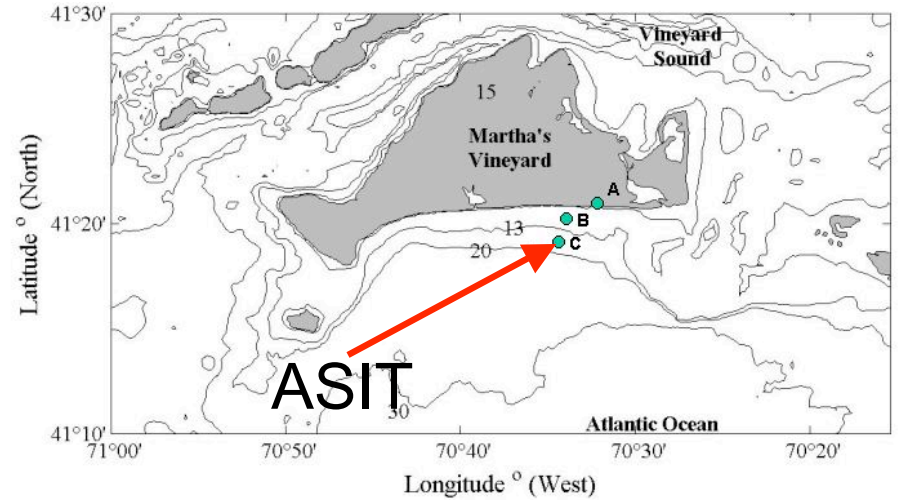 41°30'
Vineyard
Sound
15
Martha's
Vineyard
A
Latitude ° (North)
41°20'
B
13
C
20
ASIT
30
Atlantic Ocean
41°10'
71°00'
70°50'
70°40'
70°30'
70°20'
Longitude ° (West)